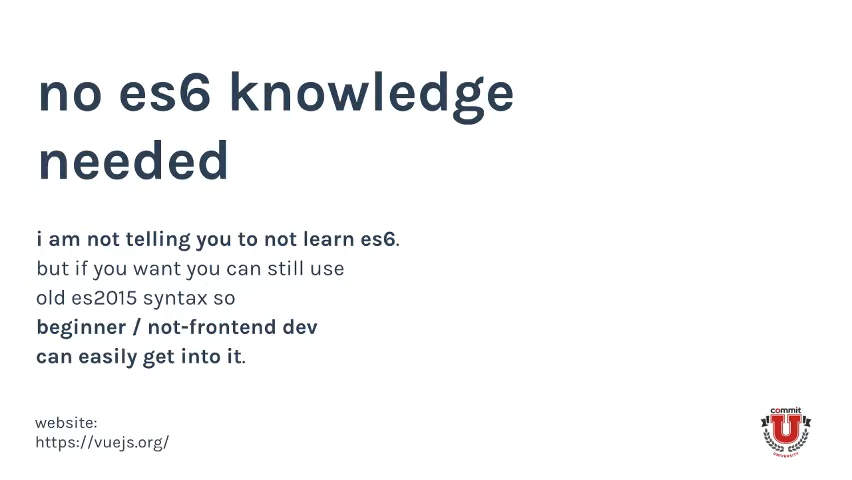 no es6 knowledge
needed
i am not telling you to not learn es6.
but if you want you can still use
old es2015 syntax so
beginner / not-frontend dev
can easily get into it.
website:
https://vuejs.org/
commit
U
UNIVERSITY